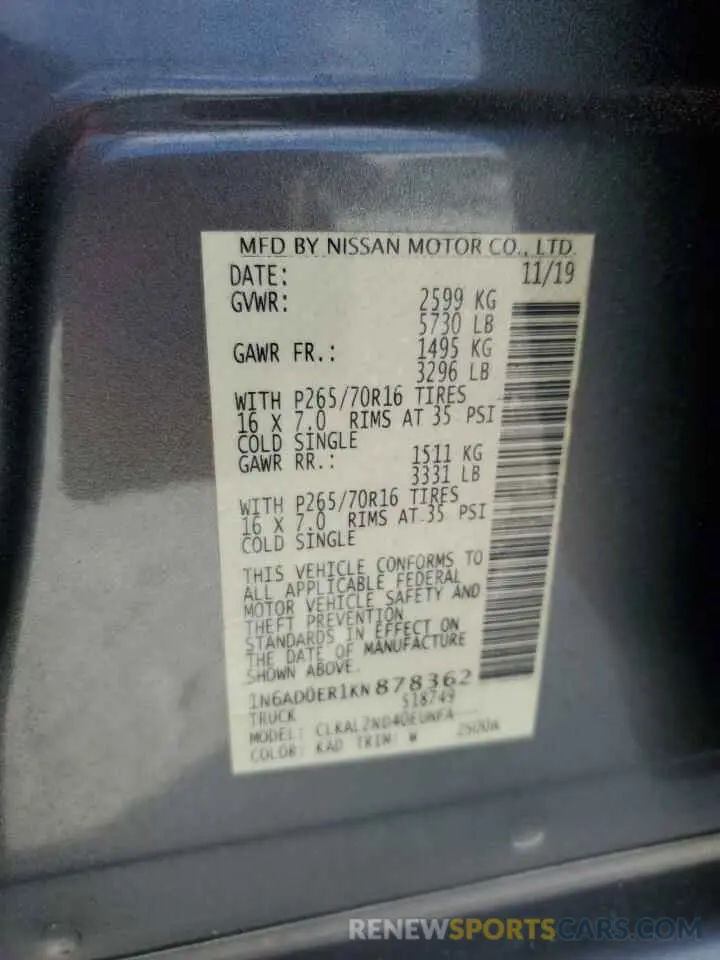 MFD BY NISSAN MOTOR CO., LTD.
DATE: 11/19
GVWR: 2599 KG
5730 LB
GAWR FR.: 1495 KG
3296 LB
WITH P265/70R16 TIRES
16 X 7.0 RIMS AT 35 PSI
COLD SINGLE
GAWR RR.: 1511 KG
3331 LB
WITH P265/70R16 TIRES
16 X 7.0 RIMS AT 35 PSI
COLD SINGLE
THIS VEHICLE CONFORMS TO
ALL APPLICABLE FEDERAL
MOTOR VEHICLE SAFETY AND
THEFT PREVENTION
STANDARDS IN EFFECT ON
THE DATE OF MANUFACTURE
SHOWN ABOVE.
1N6AD0ER1KN878362
TRUCK 518749
MODEL:
COLOR: KAD TRIM: W
RENEWSPORTSCARS.COM